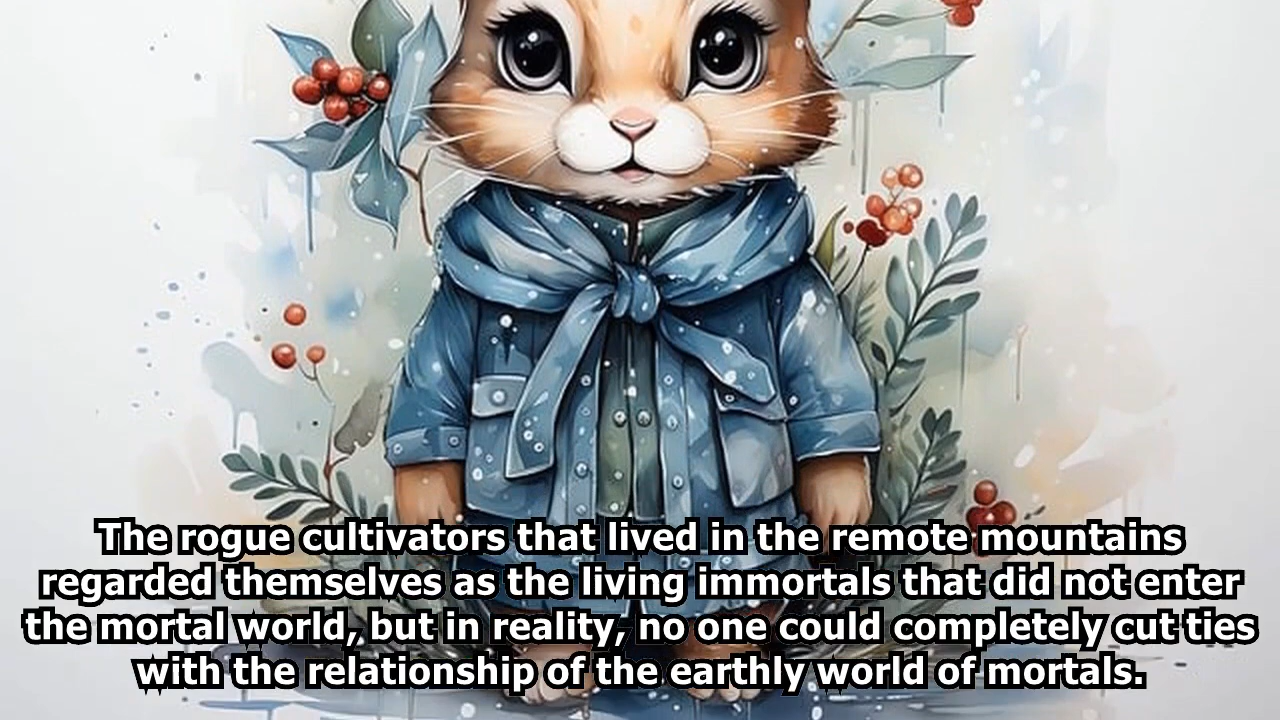 The rogue cultivators that lived in the remote mountains
regarded themselves as the living immortals that did not enter
the mortal world, but in reality, no one could completely cut ties
with the relationship of the earthly world of mortals.